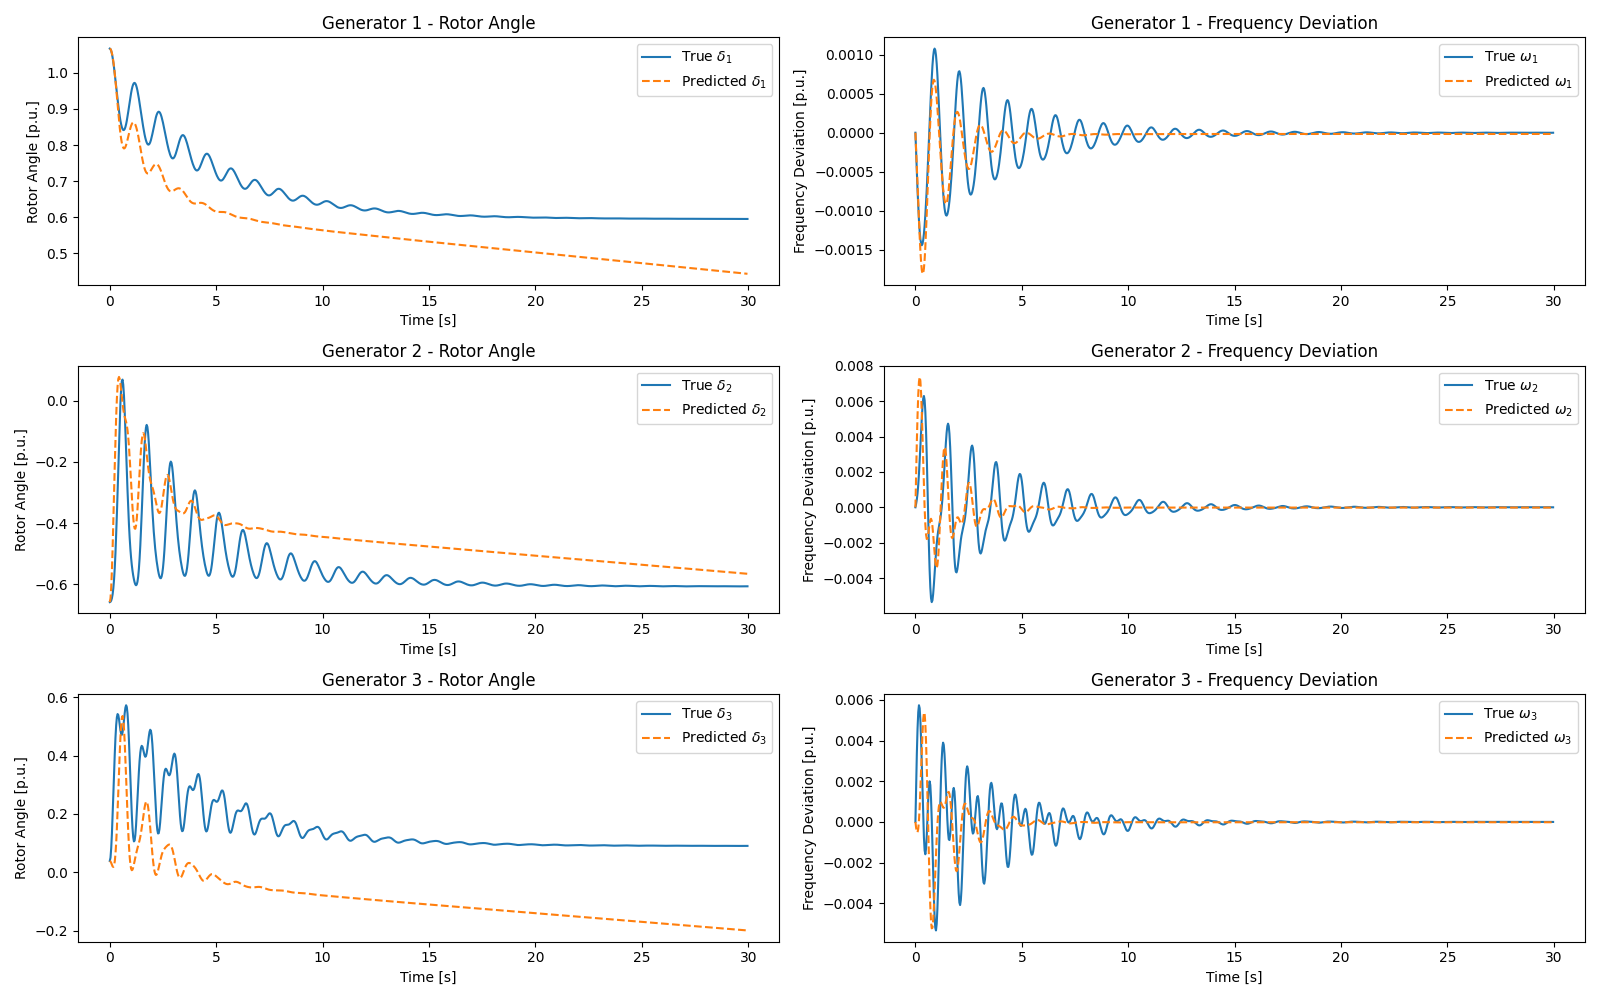 Generator 1 - Rotor Angle
Rotor Angle [p.u.]
1.0
0.9
0.8
0.7
0.6
0.5
True δ1
Predicted δ1
0 5 10 15 20 25 30
Time [s]
Generator 1 - Frequency Deviation
Frequency Deviation [p.u.]
0.0010
0.0005
0.0000
−0.0005
−0.0010
−0.0015
True ω1
Predicted ω1
0 5 10 15 20 25 30
Time [s]
Generator 2 - Rotor Angle
Rotor Angle [p.u.]
0.0
−0.2
−0.4
−0.6
True δ2
Predicted δ2
0 5 10 15 20 25 30
Time [s]
Generator 2 - Frequency Deviation
Frequency Deviation [p.u.]
0.008
0.006
0.004
0.002
0.000
−0.002
−0.004
True ω2
Predicted ω2
0 5 10 15 20 25 30
Time [s]
Generator 3 - Rotor Angle
Rotor Angle [p.u.]
0.6
0.4
0.2
0.0
−0.2
True δ3
Predicted δ3
0 5 10 15 20 25 30
Time [s]
Generator 3 - Frequency Deviation
Frequency Deviation [p.u.]
0.006
0.004
0.002
0.000
−0.002
−0.004
True ω3
Predicted ω3
0 5 10 15 20 25 30
Time [s]